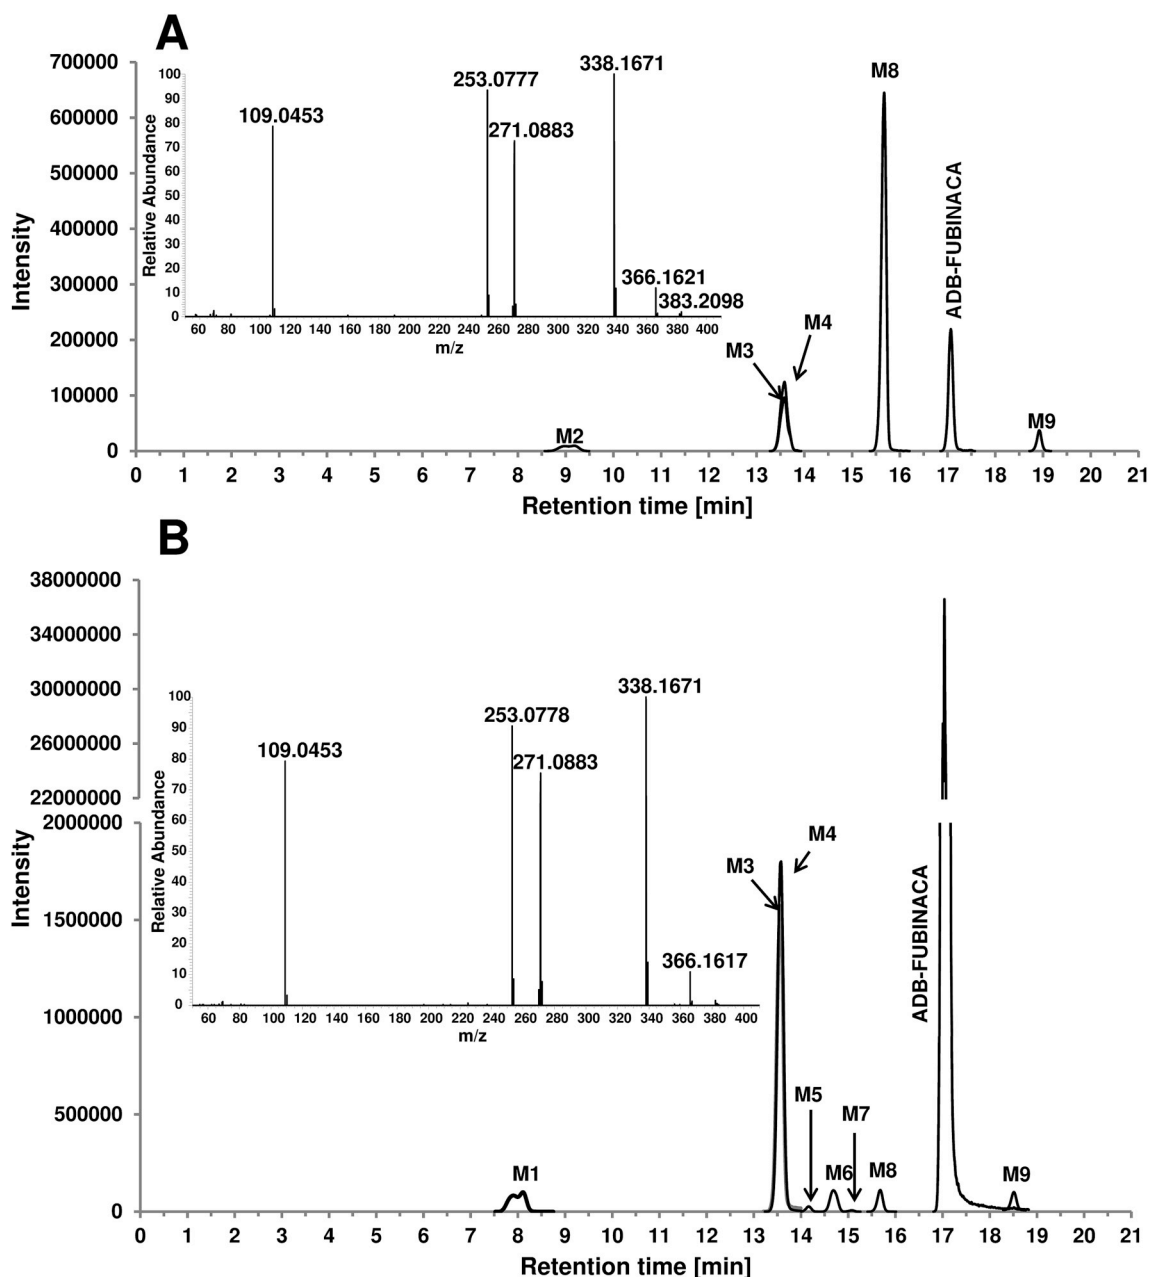 A
700000
600000
500000
400000
300000
200000
100000
0
Intensity
0 1 2 3 4 5 6 7 8 9 10 11 12 13 14 15 16 17 18 19 20 21
Retention time [min]
100
90
80
70
60
50
40
30
20
10
0
Relative Abundance
60 80 100 120 140 160 180 200 220 240 260 280 300 320 340 360 380 400
m/z
109.0453
253.0777
271.0883
338.1671
366.1621
383.2098
M2
M3
M4
M8
ADB-FUBINACA
M9
B
38000000
34000000
30000000
26000000
22000000
2000000
1500000
1000000
500000
0
Intensity
0 1 2 3 4 5 6 7 8 9 10 11 12 13 14 15 16 17 18 19 20 21
Retention time [min]
100
90
80
70
60
50
40
30
20
10
0
Relative Abundance
60 80 100 120 140 160 180 200 220 240 260 280 300 320 340 360 380 400
m/z
109.0453
253.0778
271.0883
338.1671
366.1617
M1
M3
M4
M5
M6
M7
M8
ADB-FUBINACA
M9